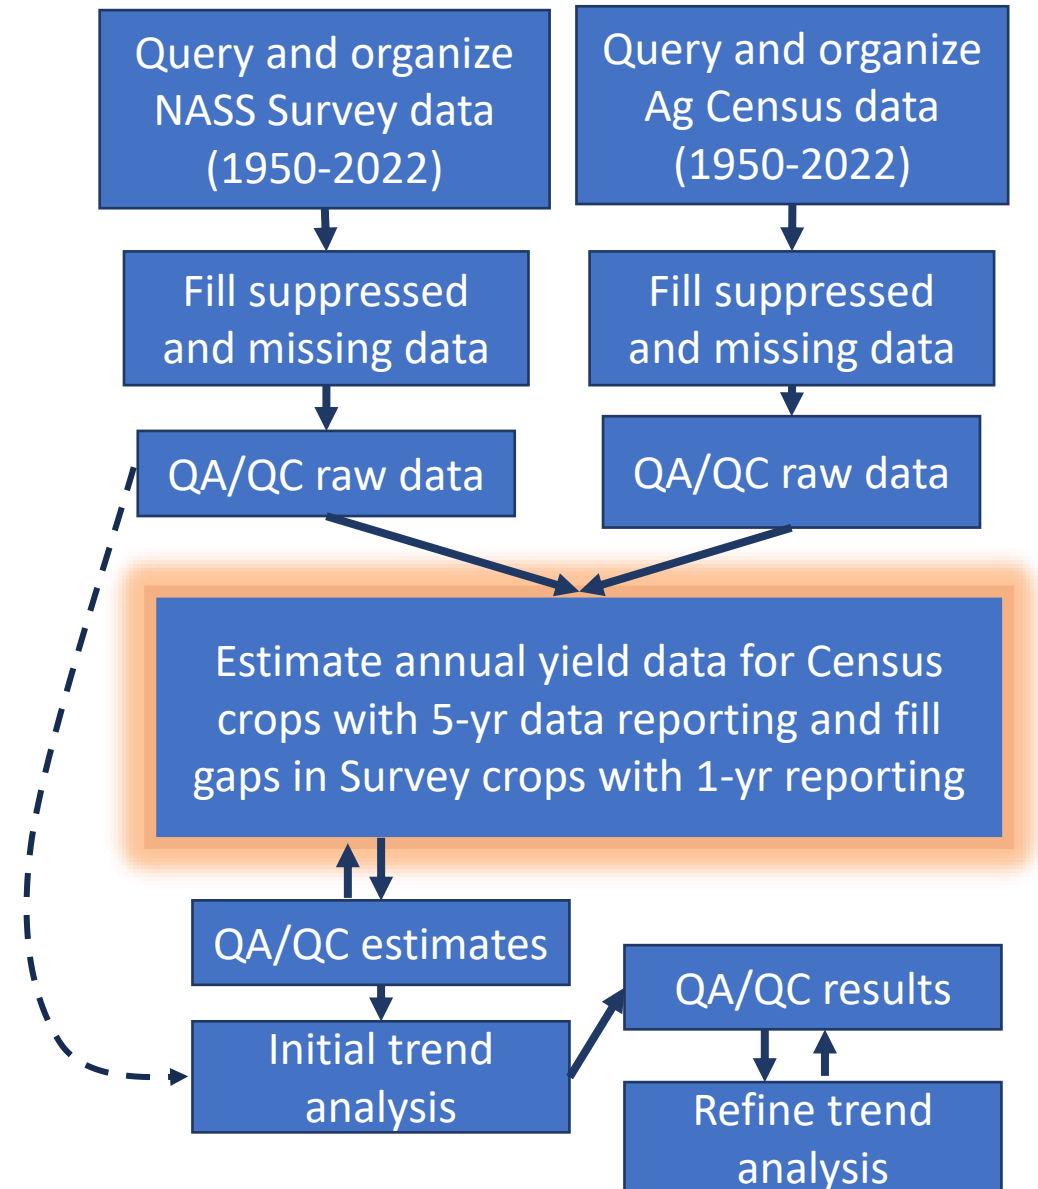 Query and organize
NASS Survey data
(1950-2022)
Query and organize
Ag Census data
(1950-2022)
Fill suppressed
and missing data
Fill suppressed
and missing data
QA/QC raw data
QA/QC raw data
Estimate annual yield data for Census
crops with 5-yr data reporting and fill
gaps in Survey crops with 1-yr reporting
QA/QC estimates
QA/QC results
Initial trend
analysis
Refine trend
analysis